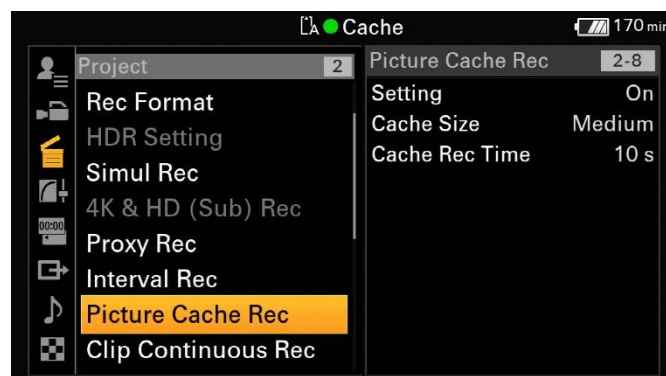 A Cache 170 min
Project 2
Rec Format
HDR Setting
Simul Rec
4K & HD (Sub) Rec
Proxy Rec
Interval Rec
Picture Cache Rec
Clip Continuous Rec
00:00
Picture Cache Rec 2-8
Setting On
Cache Size Medium
Cache Rec Time 10 s